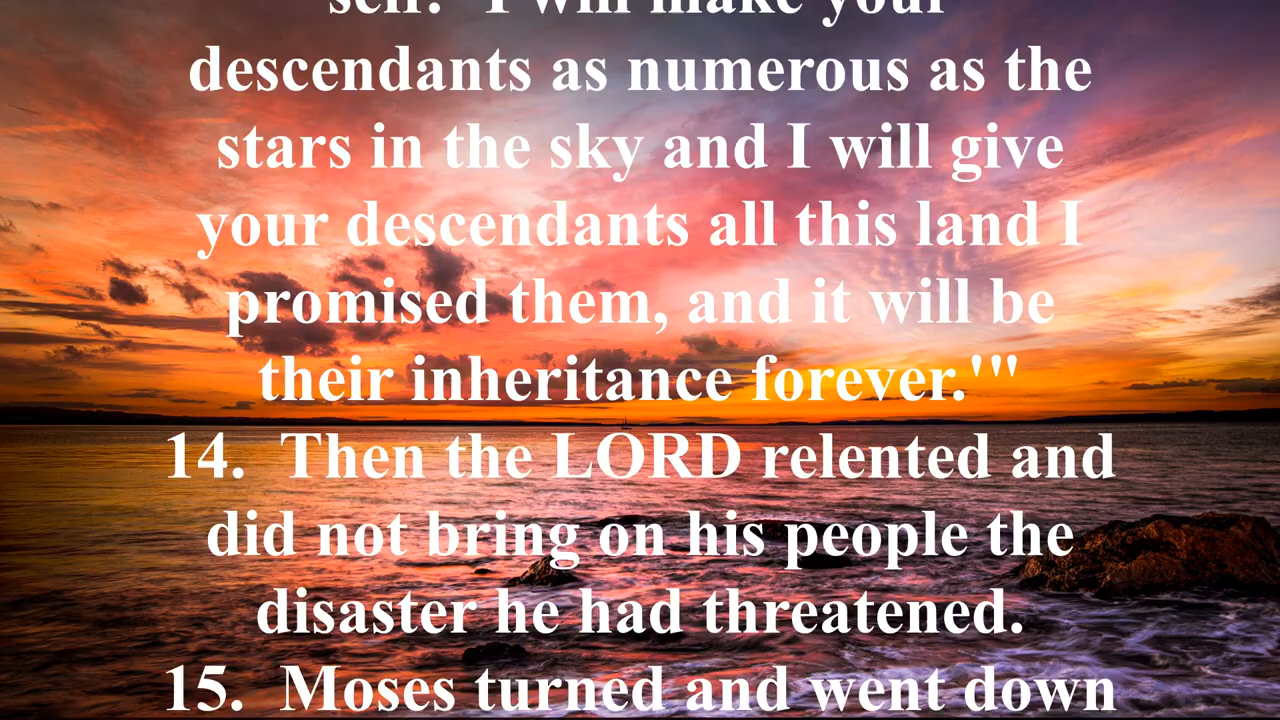 self: 'I will make your
descendants as numerous as the
stars in the sky and I will give
your descendants all this land I
promised them, and it will be
their inheritance forever.'"
14.  Then the LORD relented and
did not bring on his people the
disaster he had threatened.
15.  Moses turned and went down